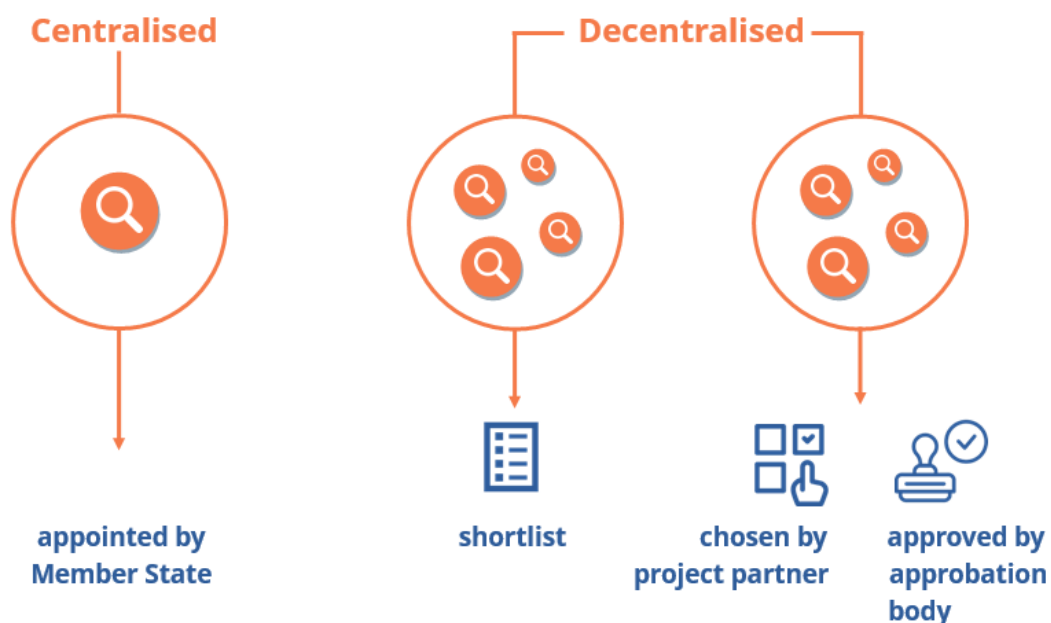 Centralised
Decentralised
appointed by
Member State
shortlist
chosen by
project partner
approved by
approbation
body